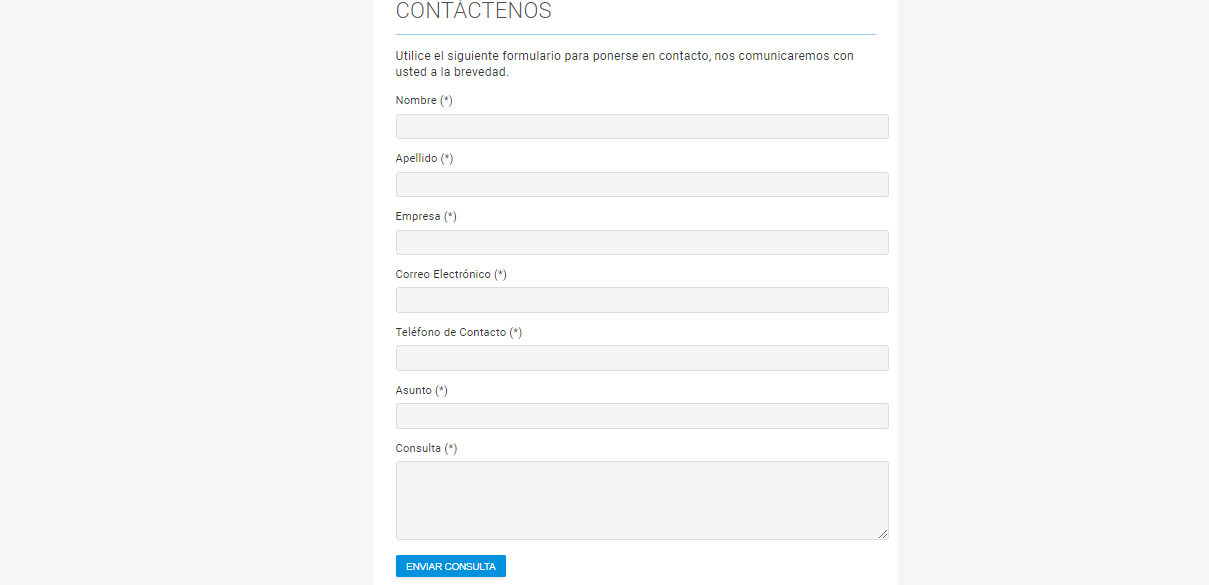 CONTÁCTENOS
Utilice el siguiente formulario para ponerse en contacto, nos comunicaremos con
usted a la brevedad.
Nombre (*)
Apellido (*)
Empresa (*)
Correo Electrónico (*)
Teléfono de Contacto (*)
Asunto (*)
Consulta (*)
ENVIAR CONSULTA